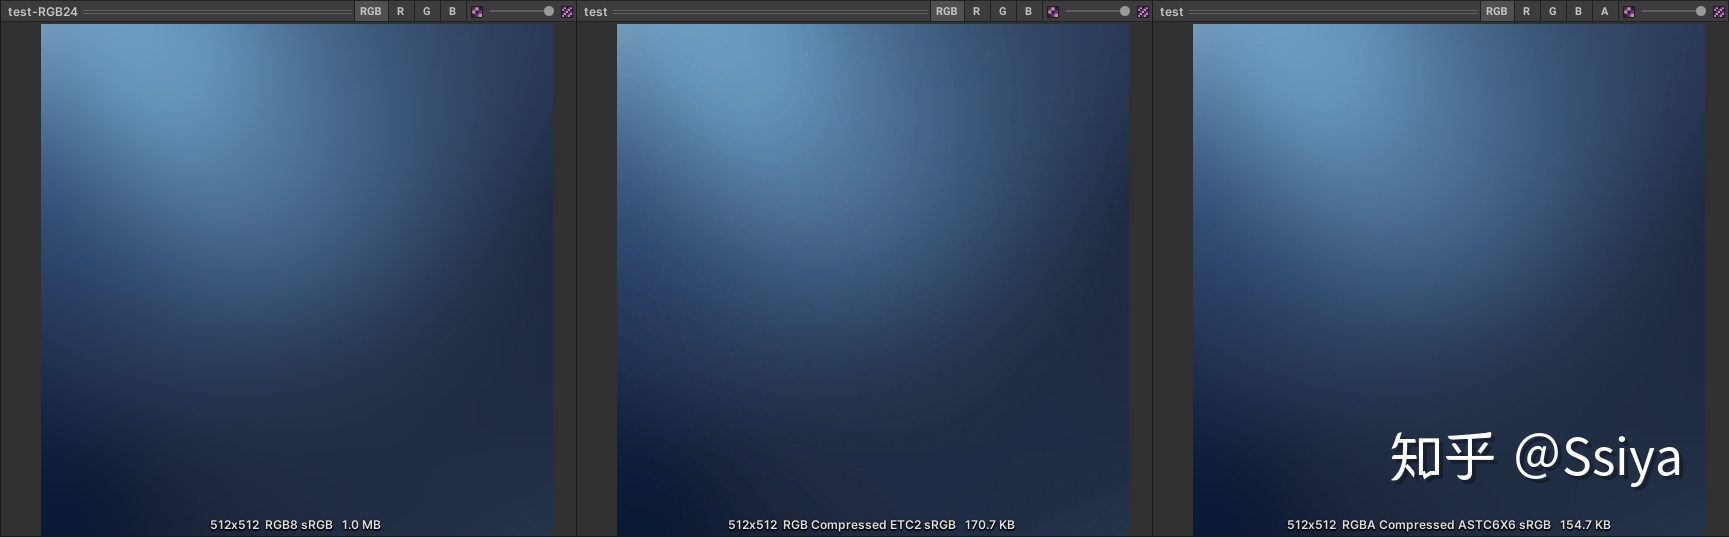 test-RGB24 RGB R G B
test RGB R G B
test RGB R G B A
512x512 RGB8 sRGB 1.0 MB
512x512 RGB Compressed ETC2 sRGB 170.7 KB
512x512 RGBA Compressed ASTC6X6 sRGB 154.7 KB
知乎 @Ssiya